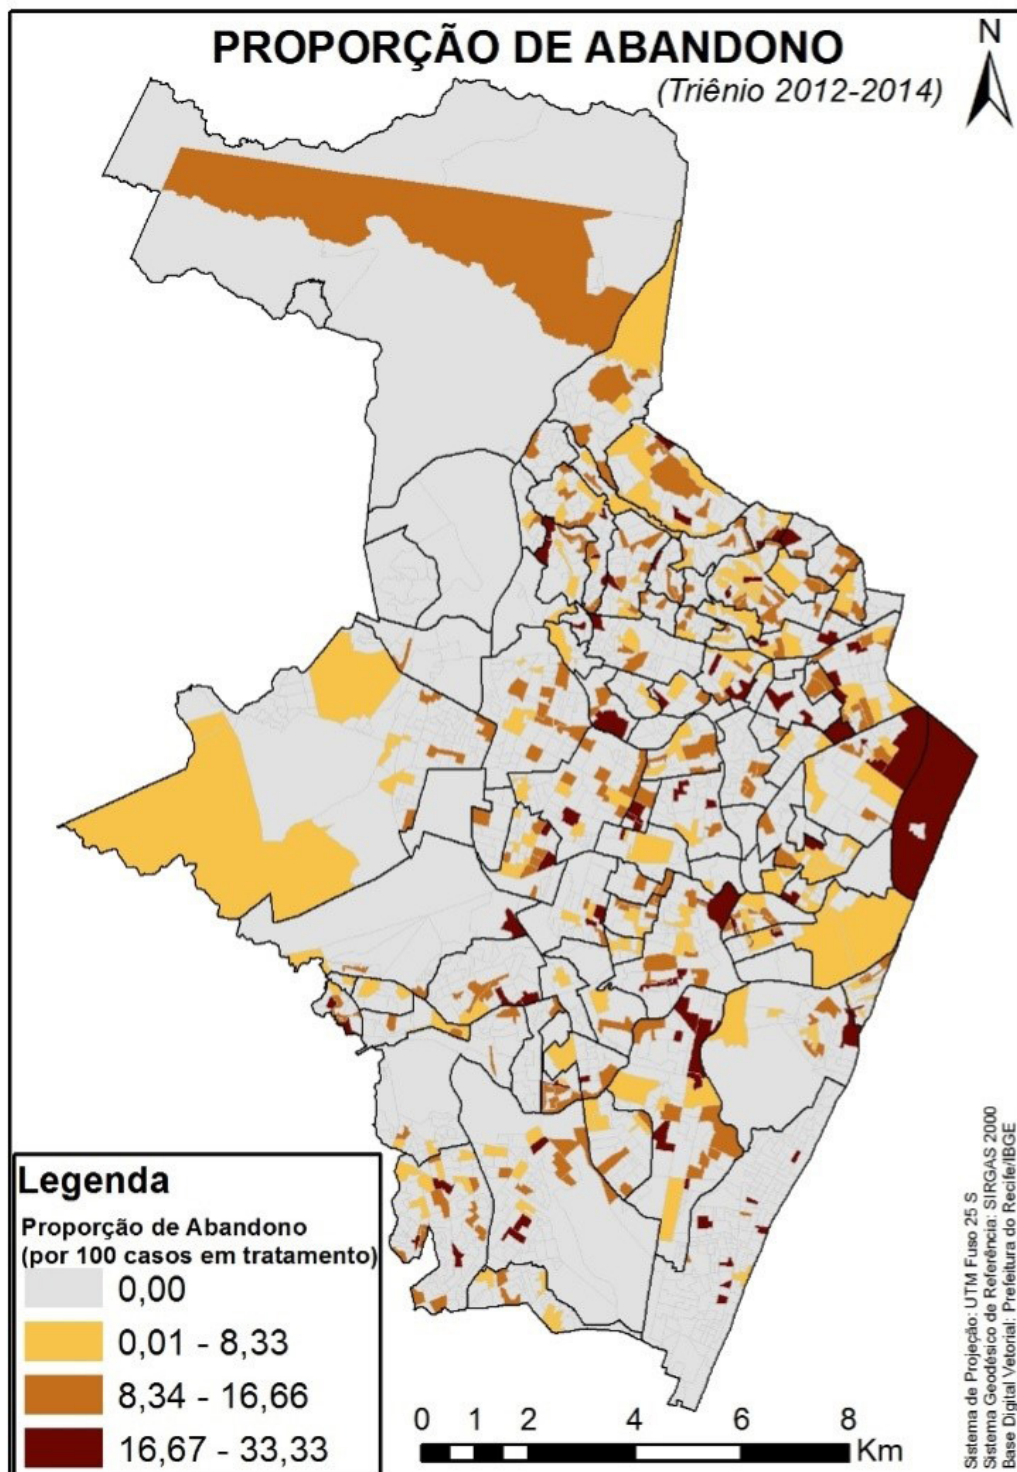 PROPORÇÃO DE ABANDONO
(Triênio 2012-2014)
N
Legenda
Proporção de Abandono
(por 100 casos em tratamento)
0,00
0,01 - 8,33
8,34 - 16,66
16,67 - 33,33
0 1 2 4 6 8
Km
Sistema de Projeção: UTM Fuso 25 S
Sistema Geodésico de Referência: SIRGAS 2000
Base Digital Vetorial: Prefeitura do Recife/IBGE